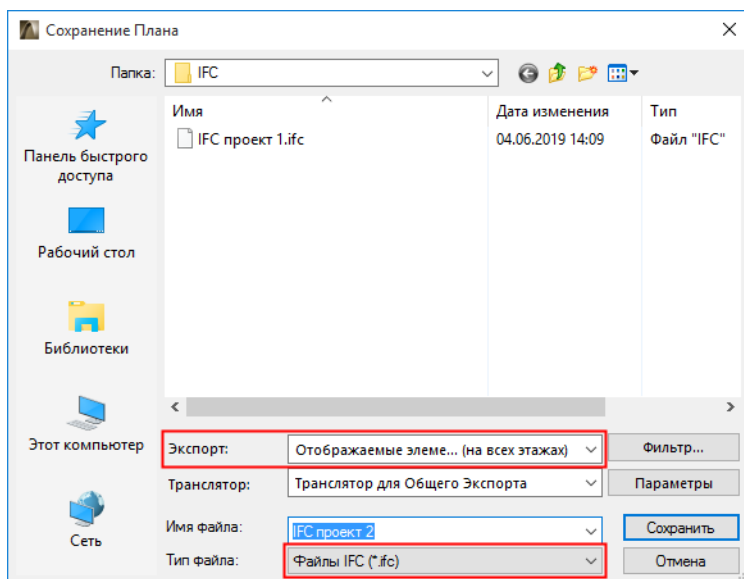 Сохранение Плана
Папка:
IFC
Имя
Дата изменения
Тип
IFC проект 1.ifc
04.06.2019 14:09
Файл "IFC"
Панель быстрого
доступа
Рабочий стол
Библиотеки
Этот компьютер
Сеть
Экспорт:
Отображаемые элеме... (на всех этажах)
Фильтр...
Транслятор:
Транслятор для Общего Экспорта
Параметры
Имя файла:
IFC проект 2
Сохранить
Тип файла:
Файлы IFC (*.ifc)
Отмена